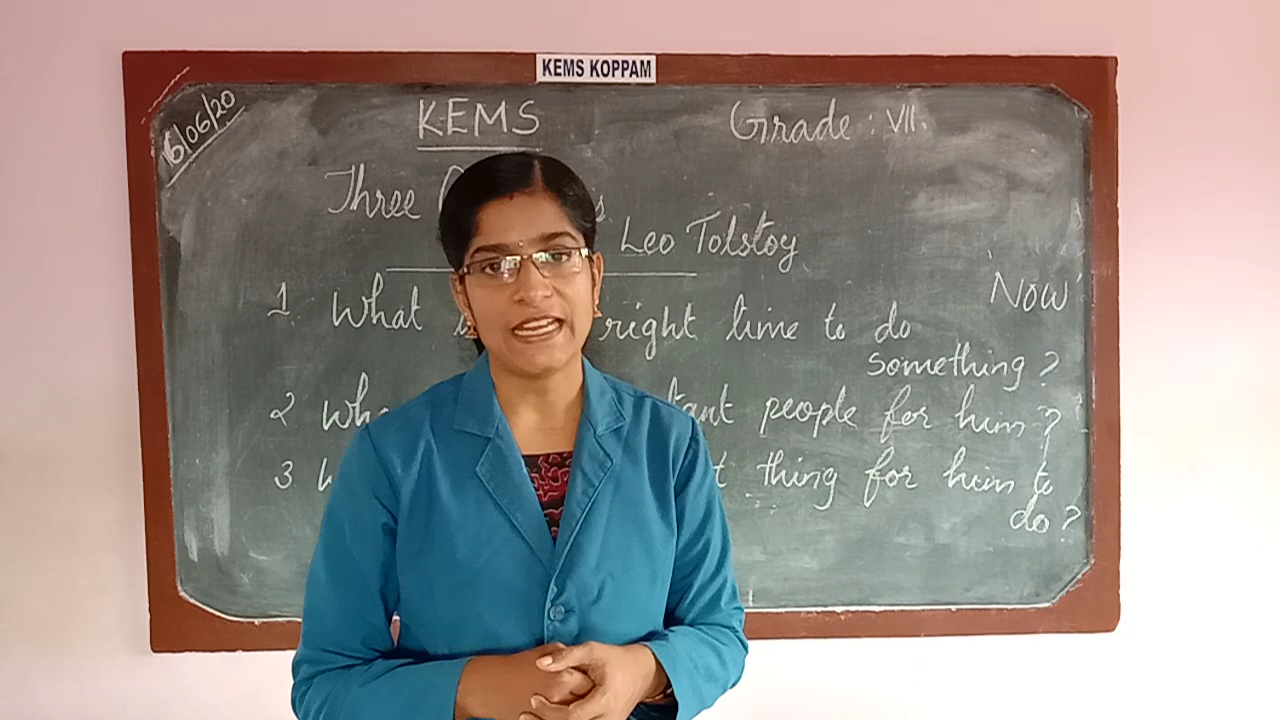 KEMS KOPPAM
16/06/20
KEMS
Grade : VII.
Three
Leo Tolstoy
'NOW'
1. What right time to do
something ?
2 people for him ?
3 thing for him to
do ?